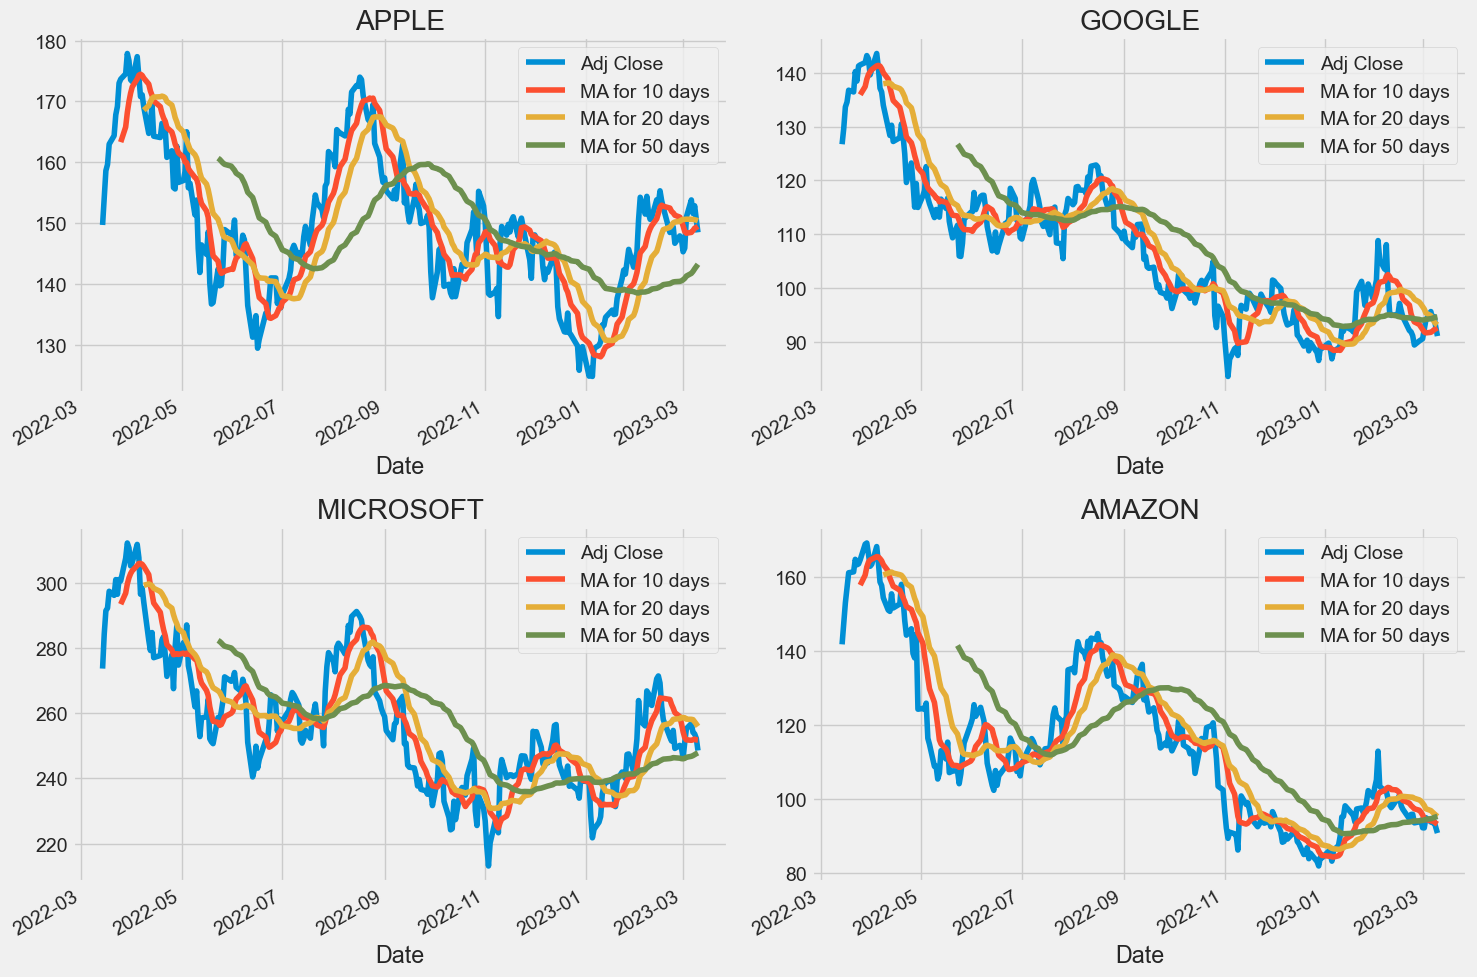 APPLE
180
170
160
150
140
130
Adj Close
MA for 10 days
MA for 20 days
MA for 50 days
2022-03
2022-05
2022-07
2022-09
2022-11
2023-01
2023-03
Date
GOOGLE
140
130
120
110
100
90
Adj Close
MA for 10 days
MA for 20 days
MA for 50 days
2022-03
2022-05
2022-07
2022-09
2022-11
2023-01
2023-03
Date
MICROSOFT
300
280
260
240
220
Adj Close
MA for 10 days
MA for 20 days
MA for 50 days
2022-03
2022-05
2022-07
2022-09
2022-11
2023-01
2023-03
Date
AMAZON
160
140
120
100
80
Adj Close
MA for 10 days
MA for 20 days
MA for 50 days
2022-03
2022-05
2022-07
2022-09
2022-11
2023-01
2023-03
Date